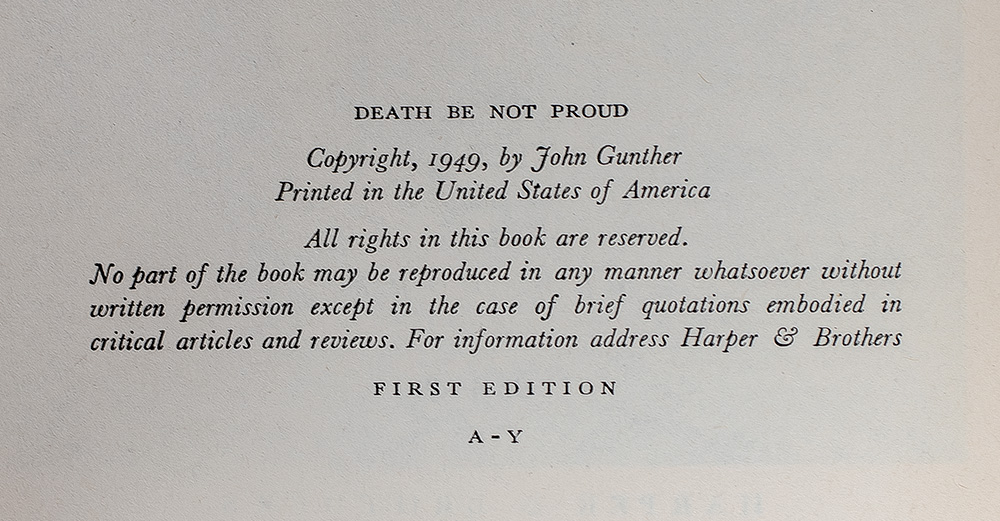 DEATH BE NOT PROUD
Copyright, 1949, by John Gunther
Printed in the United States of America
All rights in this book are reserved.
No part of the book may be reproduced in any manner whatsoever without
written permission except in the case of brief quotations embodied in
critical articles and reviews. For information address Harper & Brothers
FIRST EDITION
A-Y